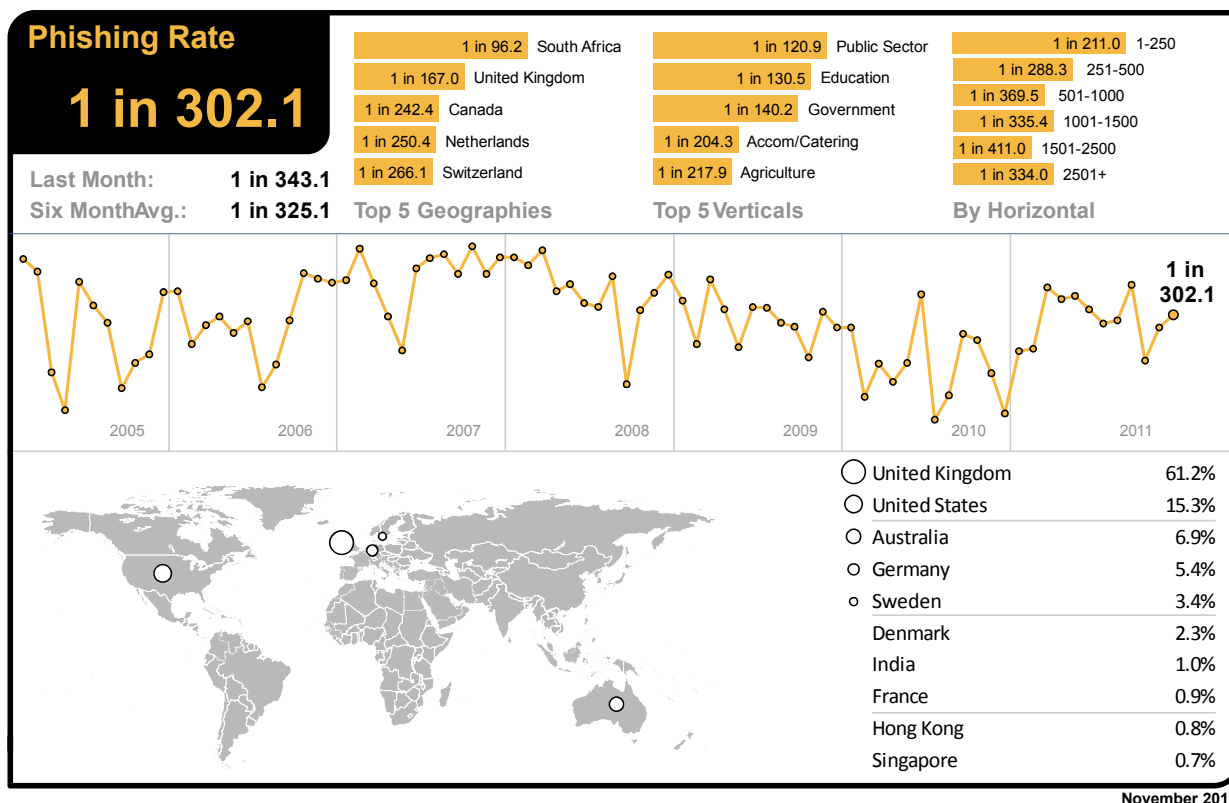 Phishing Rate
1 in 302.1
Last Month: 1 in 343.1
Six MonthAvg.: 1 in 325.1
1 in 96.2 South Africa
1 in 167.0 United Kingdom
1 in 242.4 Canada
1 in 250.4 Netherlands
1 in 266.1 Switzerland
Top 5 Geographies
1 in 120.9 Public Sector
1 in 130.5 Education
1 in 140.2 Government
1 in 204.3 Accom/Catering
1 in 217.9 Agriculture
Top 5 Verticals
1 in 211.0 1-250
1 in 288.3 251-500
1 in 369.5 501-1000
1 in 335.4 1001-1500
1 in 411.0 1501-2500
1 in 334.0 2501+
By Horizontal
1 in
302.1
2005 2006 2007 2008 2009 2010 2011
United Kingdom 61.2%
United States 15.3%
Australia 6.9%
Germany 5.4%
Sweden 3.4%
Denmark 2.3%
India 1.0%
France 0.9%
Hong Kong 0.8%
Singapore 0.7%
November 201